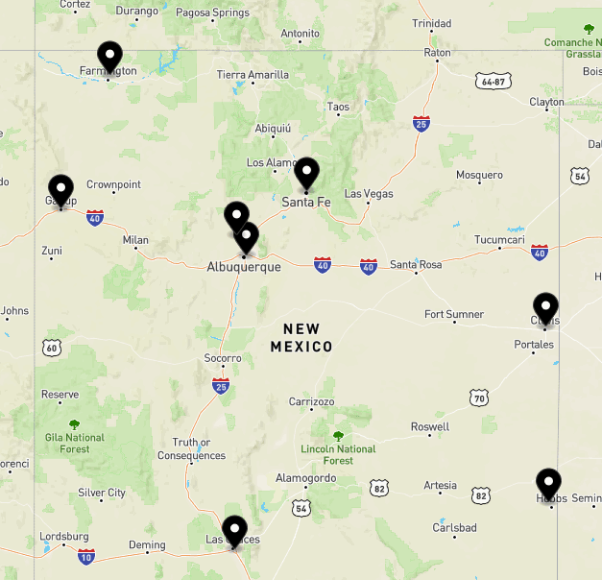 Cortez
Durango
Pagosa Springs
Antonito
Trinidad
Raton
Comanche N
Grassla
Farmington
Tierra Amarilla
64-87
Bois
Taos
Clayton
25
Abiquiú
Dal
Los Alamo
Mosquero
54
do
Crownpoint
Las Vegas
Santa Fe
40
Zuni
Milan
Tucumcari
40
Albuquerque
40
40
Santa Rosa
H
Johns
Fort Sumner
NEW
MEXICO
60
Portales
Socorro
25
Reserve
Carrizozo
70
Gila National
Forest
Roswell
Truth or
Consequences
Lincoln National
Forest
orenci
Alamogordo
82
Artesia
82
Silver City
54
Hobbs
Semin
Carlsbad
Lordsburg
Deming
Las Cruces
10